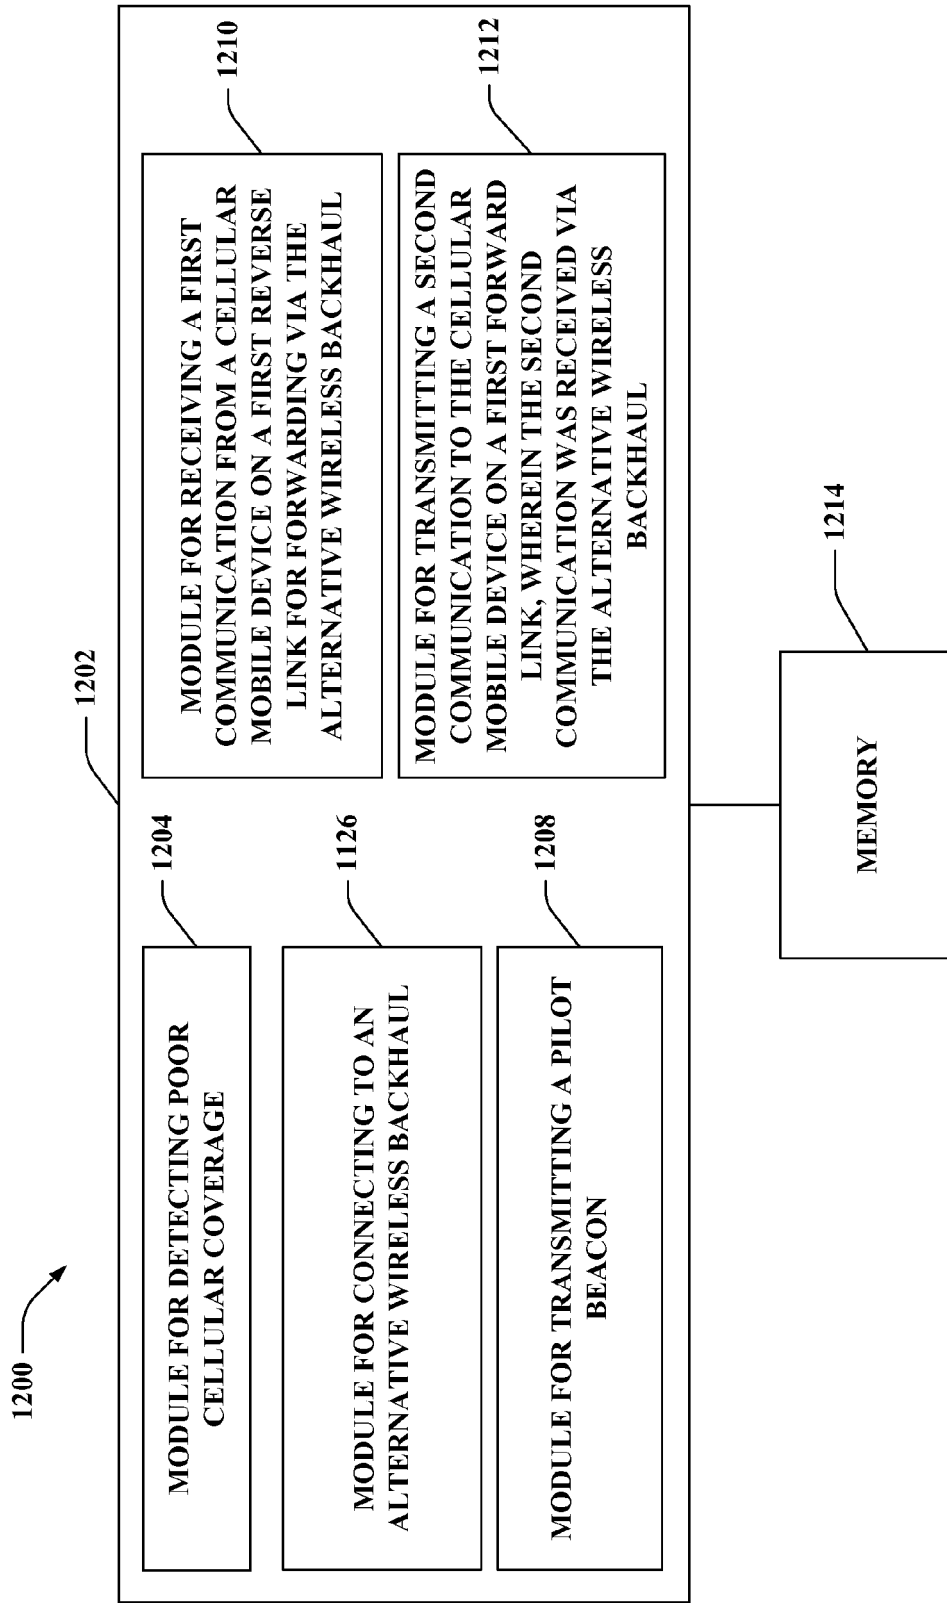 1200
1202
MODULE FOR DETECTING POOR
CELLULAR COVERAGE
1204
MODULE FOR CONNECTING TO AN
ALTERNATIVE WIRELESS BACKHAUL
1126
MODULE FOR TRANSMITTING A PILOT
BEACON
1208
MODULE FOR RECEIVING A FIRST
COMMUNICATION FROM A CELLULAR
MOBILE DEVICE ON A FIRST REVERSE
LINK FOR FORWARDING VIA THE
ALTERNATIVE WIRELESS BACKHAUL
1210
MODULE FOR TRANSMITTING A SECOND
COMMUNICATION TO THE CELLULAR
MOBILE DEVICE ON A FIRST FORWARD
LINK, WHEREIN THE SECOND
COMMUNICATION WAS RECEIVED VIA
THE ALTERNATIVE WIRELESS
BACKHAUL
1212
MEMORY
1214